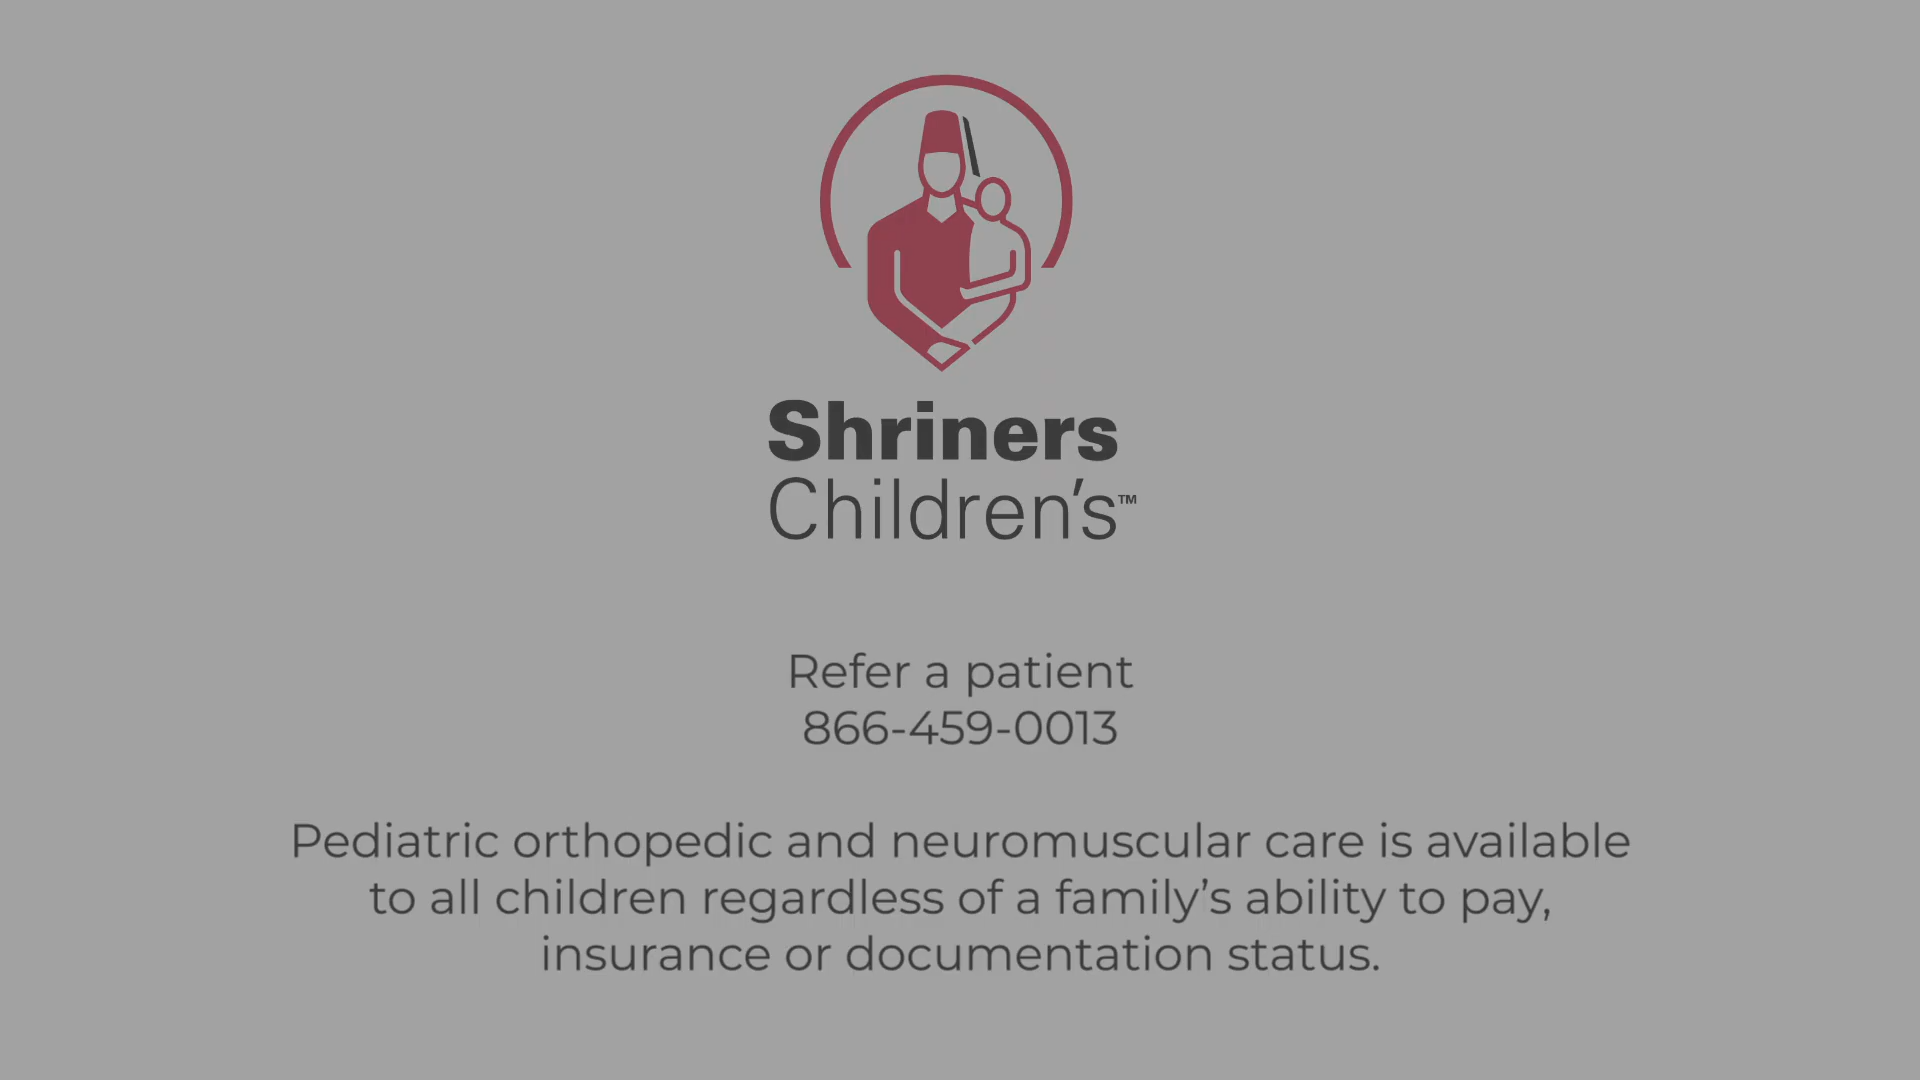 Shriners
Children's™
Refer a patient
866-459-0013
Pediatric orthopedic and neuromuscular care is available
to all children regardless of a family’s ability to pay,
insurance or documentation status.